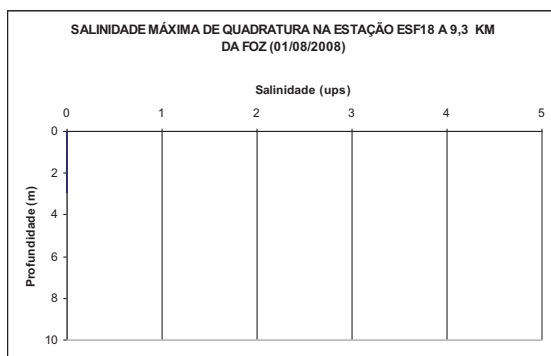 SALINIDADE MÁXIMA DE QUADRATURA NA ESTAÇÃO ESF18 A 9,3 KM
DA FOZ (01/08/2008)
Salinidade (ups)
0 1 2 3 4 5
Profundidade (m)
0
2
4
6
8
10